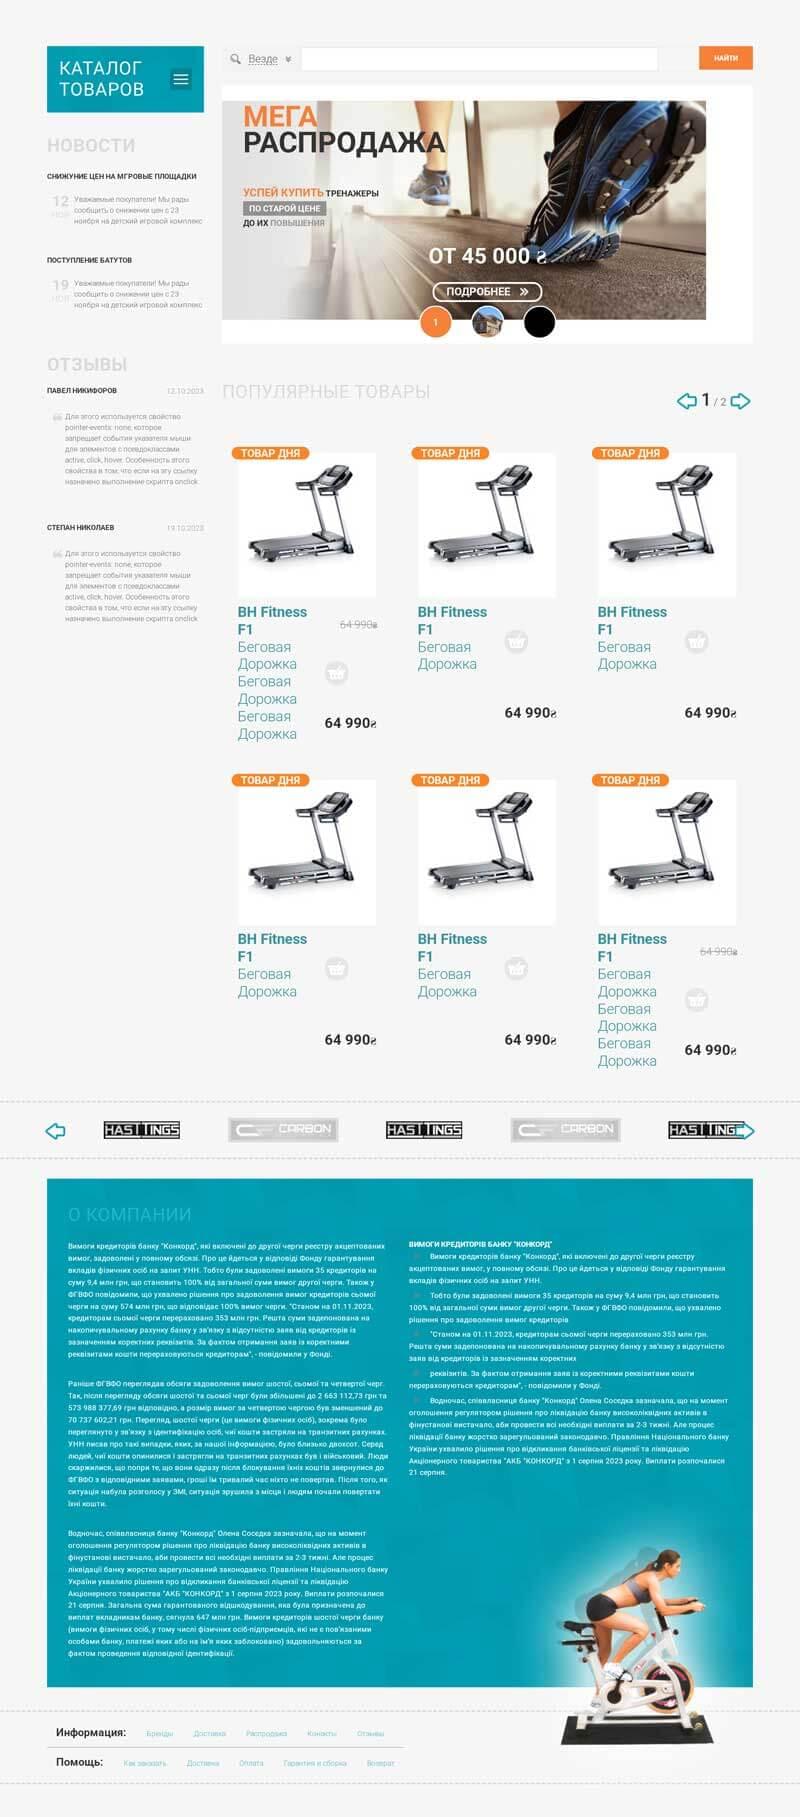 КАТАЛОГ
ТОВАРОВ
Везде
НАЙТИ
НОВОСТИ
СНИЖУНИЕ ЦЕН НА МГРОВЫЕ ПЛОЩАДКИ
12
НОЯ
Уважаемые покупатели! Мы рады
сообщить о снижении цен с 23
ноября на детский игровой комплекс
ПОСТУПЛЕНИЕ БАТУТОВ
19
НОЯ
Уважаемые покупатели! Мы рады
сообщить о снижении цен с 23
ноября на детский игровой комплекс
МЕГА
РАСПРОДАЖА
УСПЕЙ КУПИТЬ ТРЕНАЖЕРЫ
ПО СТАРОЙ ЦЕНЕ
ДО ИХ ПОВЫШЕНИЯ
ОТ 45 000 ₴
ПОДРОБНЕЕ »
1
ОТЗЫВЫ
ПАВЕЛ НИКИФОРОВ 12.10.2023
Для этого используется свойство
pointer-events: none, которое
запрещает события указателя мыши
для элементов с псевдоклассами
active, click, hover. Особенность этого
свойства в том, что если на эту ссылку
назначено выполнение скрипта onclick
СТЕПАН НИКОЛАЕВ 19.10.2023
Для этого используется свойство
pointer-events: none, которое
запрещает события указателя мыши
для элементов с псевдоклассами
active, click, hover. Особенность этого
свойства в том, что если на эту ссылку
назначено выполнение скрипта onclick
ПОПУЛЯРНЫЕ ТОВАРЫ
1 / 2
ТОВАР ДНЯ
BH Fitness
F1
Беговая
Дорожка
Беговая
Дорожка
Беговая
Дорожка
64 990₴
64 990₴
ТОВАР ДНЯ
BH Fitness
F1
Беговая
Дорожка
64 990₴
ТОВАР ДНЯ
BH Fitness
F1
Беговая
Дорожка
64 990₴
ТОВАР ДНЯ
BH Fitness
F1
Беговая
Дорожка
64 990₴
ТОВАР ДНЯ
BH Fitness
F1
Беговая
Дорожка
64 990₴
ТОВАР ДНЯ
BH Fitness
F1
Беговая
Дорожка
Беговая
Дорожка
Беговая
Дорожка
64 990₴
64 990₴
HASTTINGS
CARBON
HASTTINGS
CARBON
HASTTINGS
О КОМПАНИИ
Вимоги кредиторів банку "Конкорд", які включені до другої черги реєстру акцептованих
вимог, задоволені у повному обсязі. Про це йдеться у відповіді Фонду гарантування
вкладів фізичних осіб на запит УНН. Тобто були задоволені вимоги 35 кредиторів на
суму 9,4 млн грн, що становить 100% від загальної суми вимог другої черги. Також у
ФГВФО повідомили, що ухвалено рішення про задоволення вимог кредиторів сьомої
черги на суму 574 млн грн, що відповідає 100% вимог черги. "Станом на 01.11.2023,
кредиторам сьомої черги перераховано 353 млн грн. Решта суми задепонована на
накопичувальному рахунку банку у зв'язку з відсутністю заяв від кредиторів із
зазначенням коректних реквізитів. За фактом отримання заяв із коректними
реквізитами кошти перераховуються кредиторам", - повідомили у Фонді.
Раніше ФГВФО переглядав обсяги задоволення вимог шостої, сьомої та четвертої черг.
Так, після перегляду обсяги шостої та сьомої черг були збільшені до 2 663 112,73 грн та
573 988 377,69 грн відповідно, а розмір вимог за четвертою чергою був зменшений до
70 737 602,21 грн. Перегляд, шостої черги (це вимоги фізичних осіб), зокрема було
переглянуто у зв'язку з ідентифікацію осіб, чиї кошти застрягли на транзитних рахунках.
УНН писав про такі випадки, яких, за нашої інформацією, було близько двохсот. Серед
людей, чиї кошти опинилися і застрягли на транзитних рахунках був і військовий. Люди
скаржилися, що попри те, що вони одразу після блокування їхніх коштів звернулися до
ФГВФО з відповідними заявами, гроші їм тривалий час ніхто не повертав. Після того, як
ситуація набула розголосу у ЗМІ, ситуація зрушила з місця і людям почали повертати
їхні кошти.
Водночас, співвласниця банку "Конкорд" Олена Соседка зазначала, що на момент
оголошення регулятором рішення про ліквідацію банку високоліквідних активів в
фінустанові вистачало, аби провести всі необхідні виплати за 2-3 тижні. Але процес
ліквідації банку жорстко зарегульований законодавчо. Правління Національного банку
України ухвалило рішення про відкликання банківської ліцензії та ліквідацію
Акціонерного товариства "АКБ "КОНКОРД" з 1 серпня 2023 року. Виплати розпочалися
21 серпня. Загальна сума гарантованого відшкодування, яка була призначена до
виплат вкладникам банку, сягнула 647 млн грн. Вимоги кредиторів шостої черги банку
(вимоги фізичних осіб, у тому числі фізичних осіб-підприємців, які не є пов'язаними
особами банку, платежі яких або на ім'я яких заблоковано) задовольняються за
фактом проведення відповідної ідентифікації.
ВИМОГИ КРЕДИТОРІВ БАНКУ "КОНКОРД"
Вимоги кредиторів банку "Конкорд", які включені до другої черги реєстру
акцептованих вимог, у повному обсязі. Про це йдеться у відповіді Фонду гарантування
вкладів фізичних осіб на запит УНН.
Тобто були задоволені вимоги 35 кредиторів на суму 9,4 млн грн, що становить
100% від загальної суми вимог другої черги. Також у ФГВФО повідомили, що ухвалено
рішення про задоволення вимог кредиторів
"Станом на 01.11.2023, кредиторам сьомої черги перераховано 353 млн грн.
Решта суми задепонована на накопичувальному рахунку банку у зв'язку з відсутністю
заяв від кредиторів із зазначенням коректних
реквізитів. За фактом отримання заяв із коректними реквізитами кошти
перераховуються кредиторам", - повідомили у Фонді.
Водночас, співвласниця банку "Конкорд" Олена Соседка зазначала, що на момент
оголошення регулятором рішення про ліквідацію банку високоліквідних активів в
фінустанові вистачало, аби провести всі необхідні виплати за 2-3 тижні. Але процес
ліквідації банку жорстко зарегульований законодавчо. Правління Національного банку
України ухвалило рішення про відкликання банківської ліцензії та ліквідацію
Акціонерного товариства "АКБ "КОНКОРД" з 1 серпня 2023 року. Виплати розпочалися
21 серпня.
Информация: Бренды Доставка Распродажа Конакты Отзывы
Помощь: Как заказать Доставка Оплата Гарантия и сборка Возврат